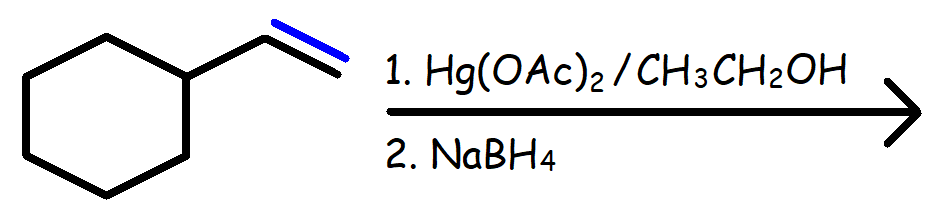 1. Hg(OAc)₂/CH₃CH₂OH
2. NaBH₄